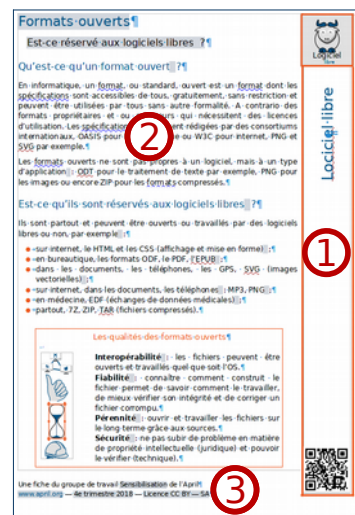 Formats ouverts¶
Est-ce réservé aux logiciels libres ?¶
Qu'est-ce qu'un format ouvert ?¶
En informatique, un format, ou standard, ouvert est un format dont les
spécifications sont accessibles de tous, gratuitement, sans restriction et
peuvent être utilisées par tous sans autre formalité. A contrario des
formats propriétaires et ou qui nécessitent des licences
d'utilisation. Les rédigées par des consortiums
internationaux, OASIS pour ou W3C pour internet, PNG et
SVG par exemple.¶
Les formats ouverts ne sont pas propres à un logiciel, mais à un type
d'application : ODT pour le traitement de texte par exemple, PNG pour
les images ou encore ZIP pour les formats compressés.¶
Est-ce qu'ils sont réservés aux logiciels libres ?¶
Ils sont partout et peuvent être ouverts ou travaillés par des logiciels
libres ou non, par exemple :¶
sur internet, le HTML et les CSS (affichage et mise en forme) ;¶
en bureautique, les formats ODF, le PDF, l'EPUB ;¶
dans les documents, les téléphones, les GPS, SVG (images
vectorielles) ;¶
sur internet, dans les documents, les téléphones : MP3, PNG ;¶
en médecine, EDF (échanges de données médicales) ;¶
partout, 7Z, ZIP, TAR (fichiers compressés).¶
Les qualités des formats ouverts¶
Interopérabilité : les fichiers peuvent être
ouverts et travaillés quel que soit l'OS.¶
Fiabilité : connaître comment construit le
fichier permet de savoir comment le travailler,
de mieux vérifier son intégrité et de corriger un
fichier corrompu.¶
Pérennité : ouvrir et travailler les fichiers sur
le long terme grâce aux sources.¶
Sécurité : ne pas subir de problème en matière
de propriété intellectuelle (juridique) et pouvoir
le vérifier (technique).¶
Une fiche du groupe de travail Sensibilisation de l'April¶
www.april.org — 4e trimestre 2018 — Licence CC BY — SA
Logiciel
libre
Logiciel libre
1
2
3